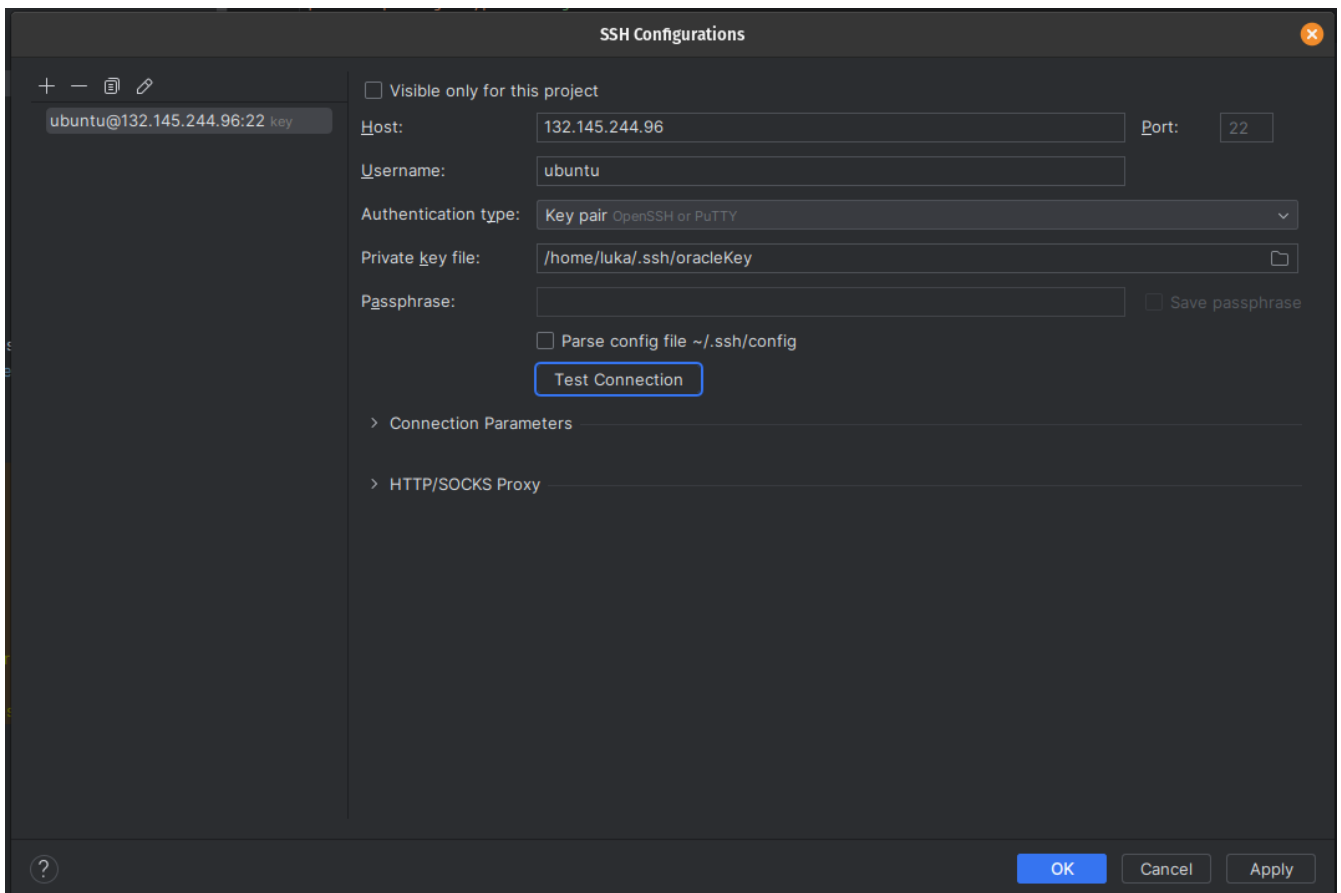 SSH Configurations
Visible only for this project
ubuntu@132.145.244.96:22 key
Host: 132.145.244.96 Port: 22
Username: ubuntu
Authentication type: Key pair OpenSSH or PuTTY
Private key file: /home/luka/.ssh/oracleKey
Passphrase: Save passphrase
Parse config file ~/.ssh/config
Test Connection
Connection Parameters
HTTP/SOCKS Proxy
? OK Cancel Apply